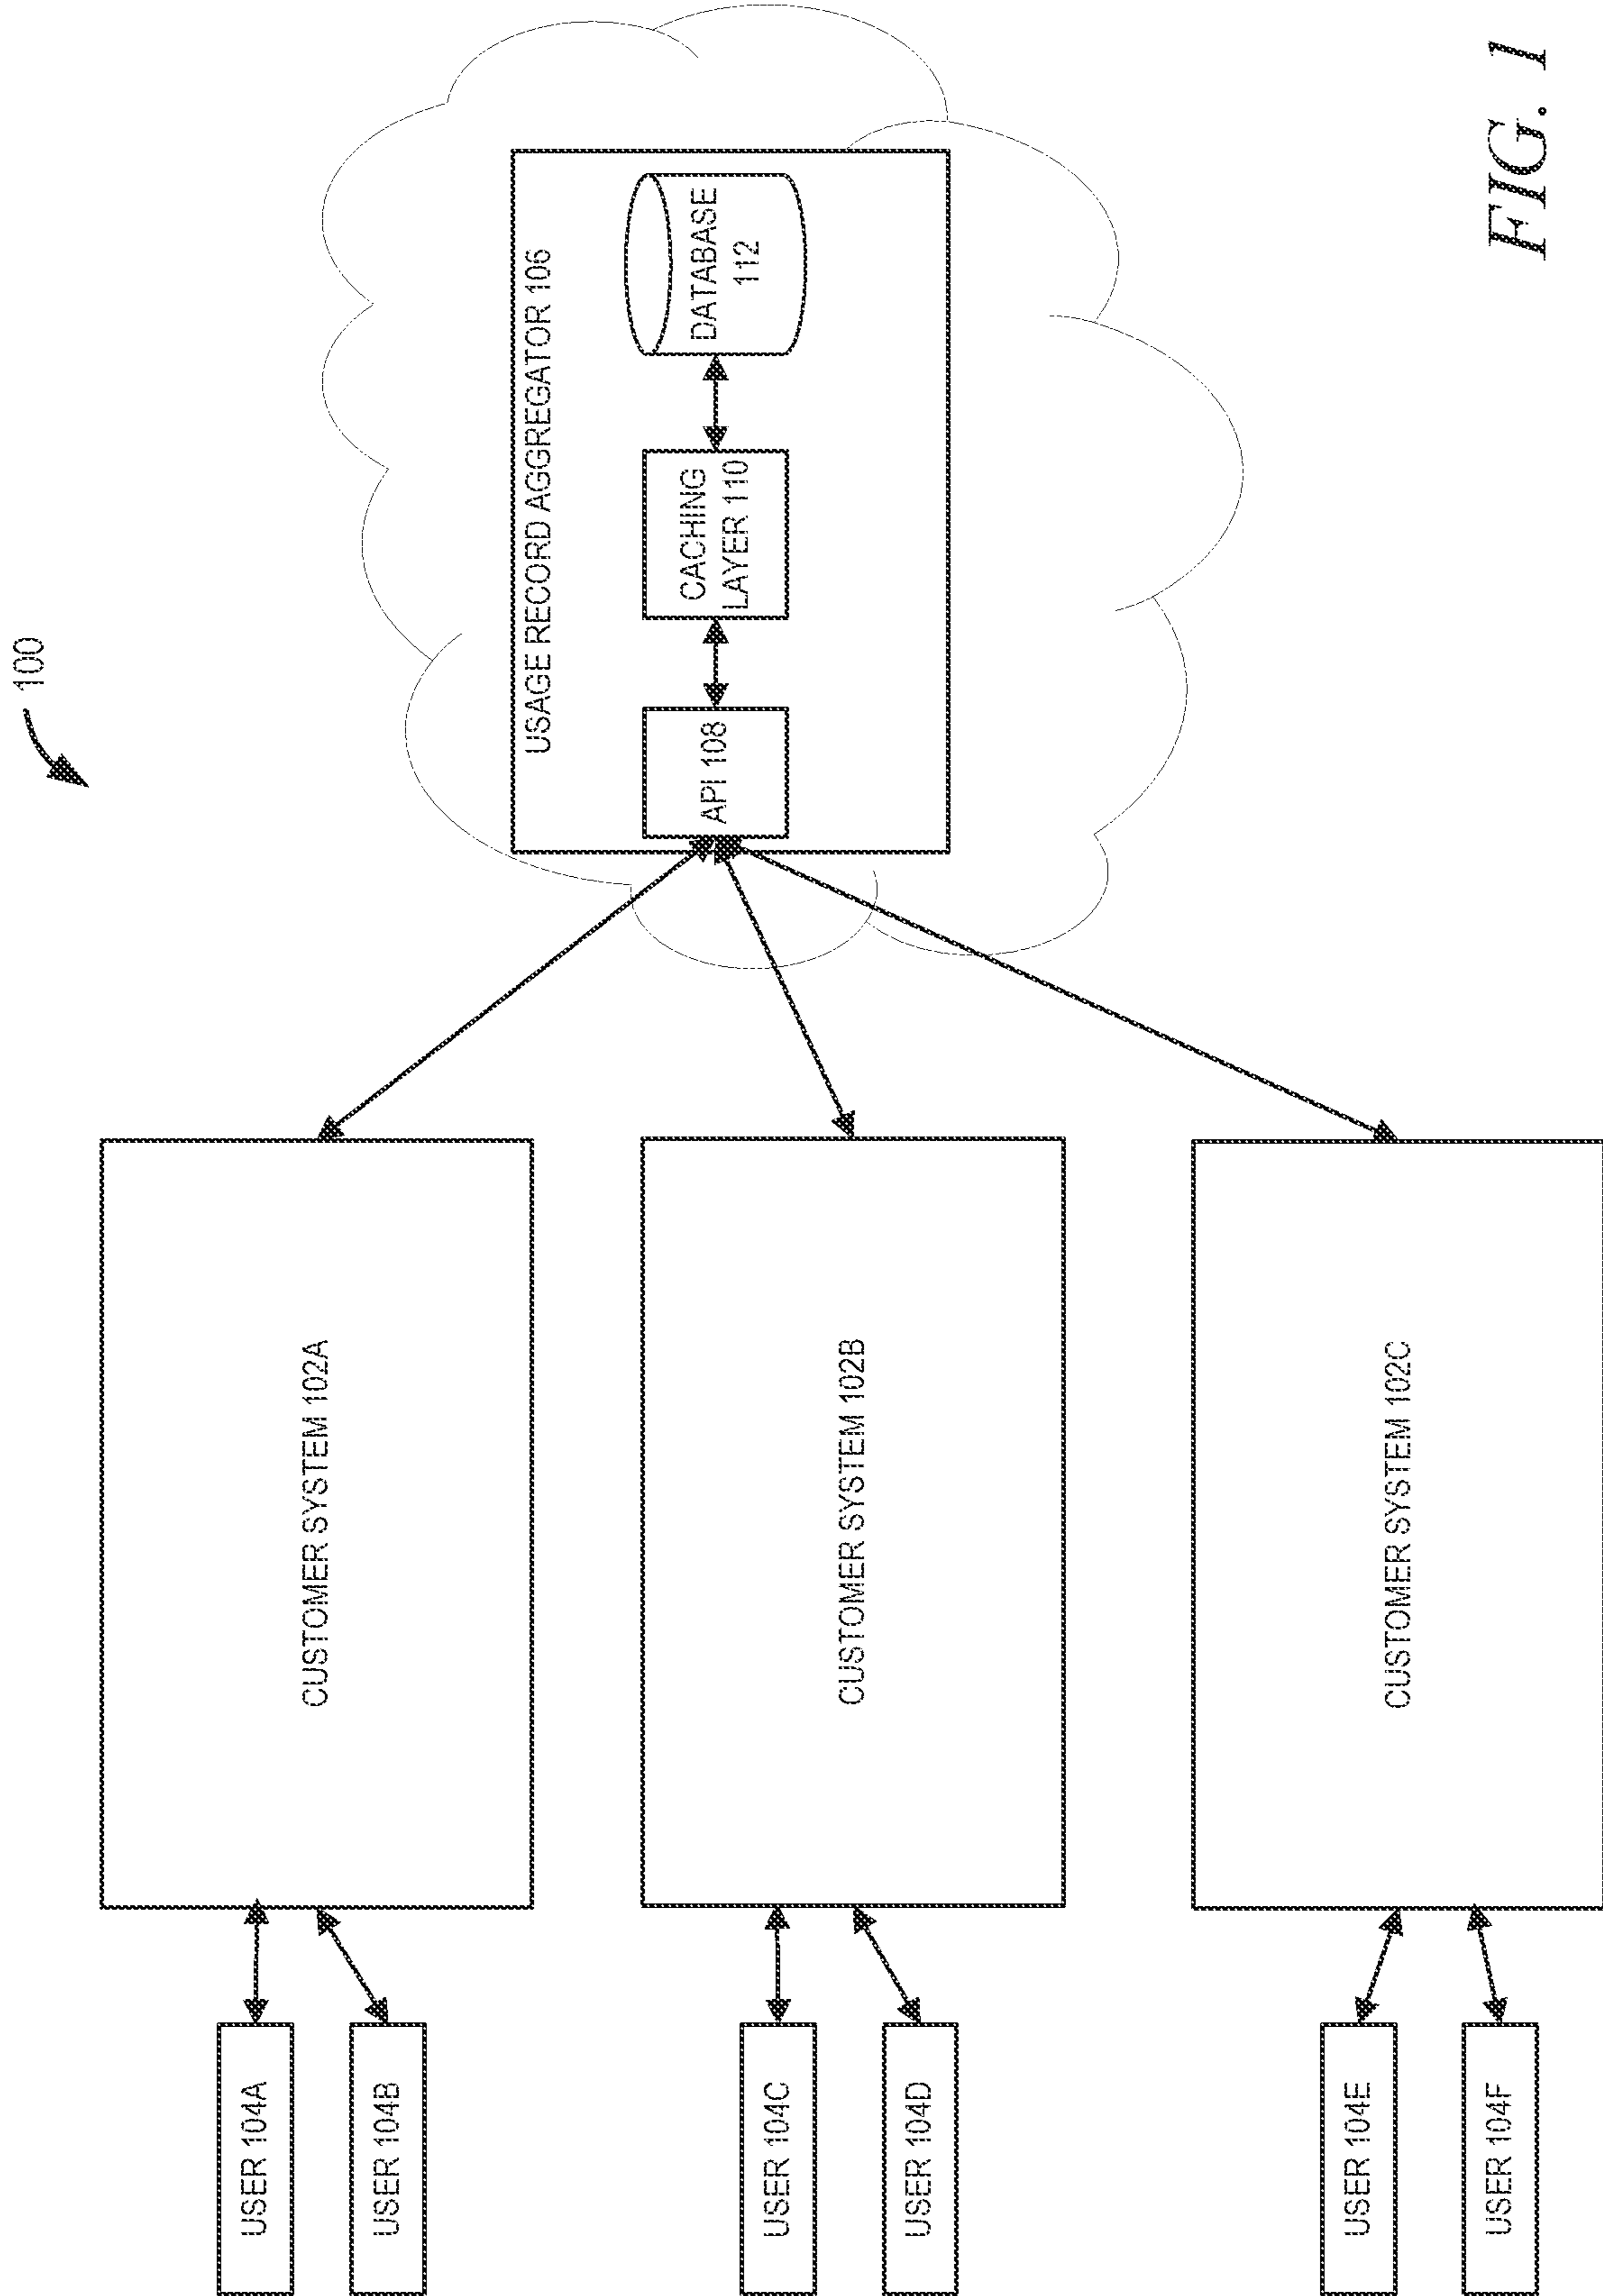 100
USER 104A
USER 104B
CUSTOMER SYSTEM 102A
USER 104C
USER 104D
CUSTOMER SYSTEM 102B
USER 104E
USER 104F
CUSTOMER SYSTEM 102C
USAGE RECORD AGGREGATOR 106
API 108
CACHING
LAYER 110
DATABASE
112
FIG. 1